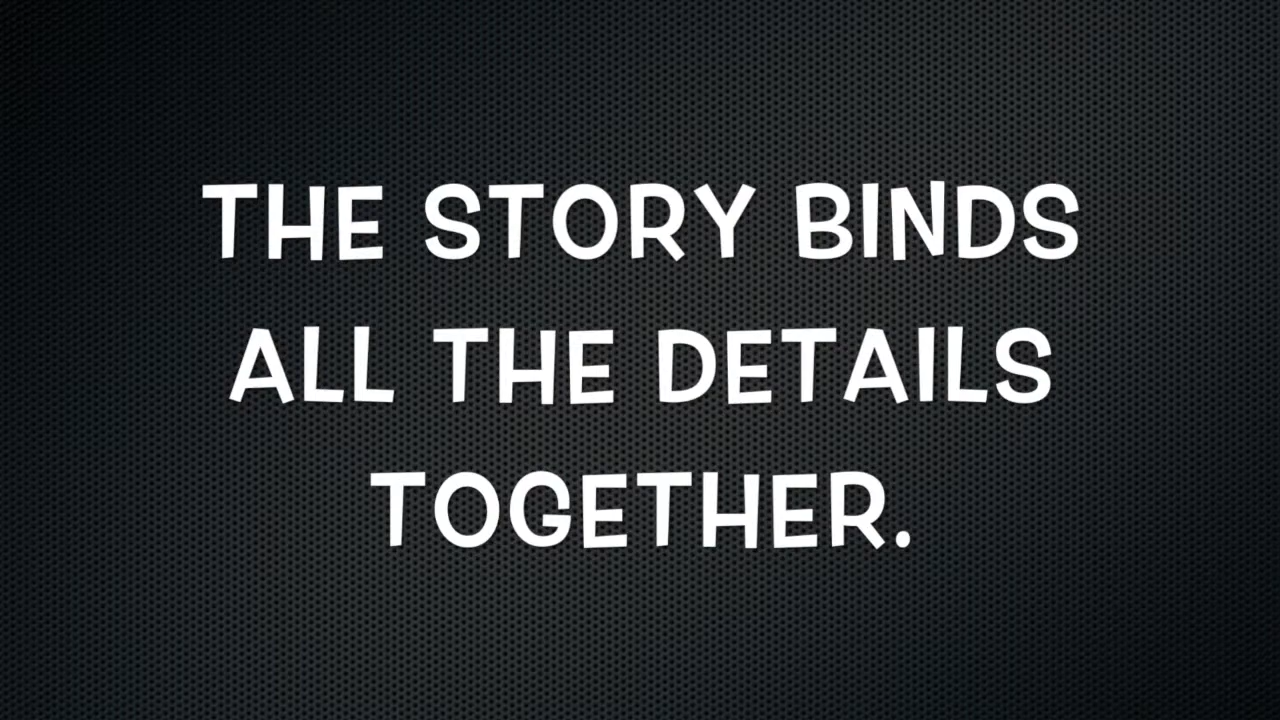 THE STORY BINDS
ALL THE DETAILS
TOGETHER.